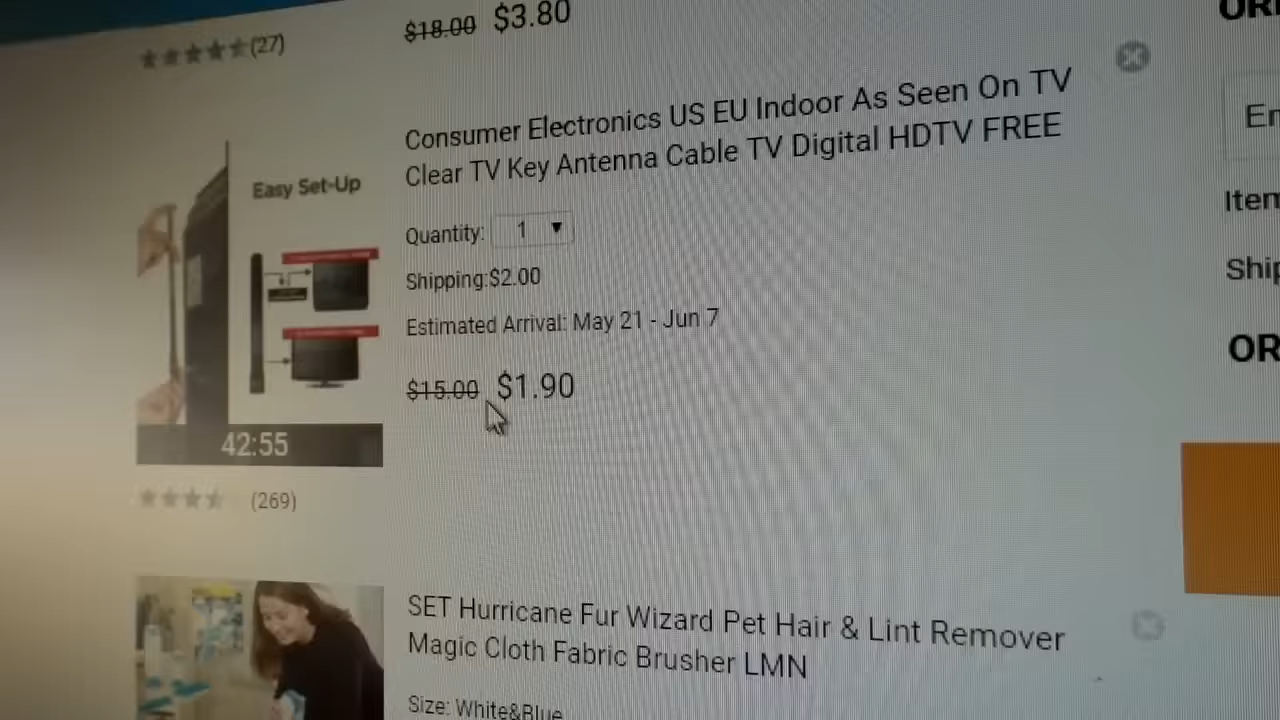 $18.00 $3.80
(27)
Consumer Electronics US EU Indoor As Seen On TV
Clear TV Key Antenna Cable TV Digital HDTV FREE
Easy Set-Up
Quantity: 1
Shipping:$2.00
Estimated Arrival: May 21 - Jun 7
$15.00 $1.90
42:55
(269)
SET Hurricane Fur Wizard Pet Hair & Lint Remover
Magic Cloth Fabric Brusher LMN
Size: White&Blue
OR